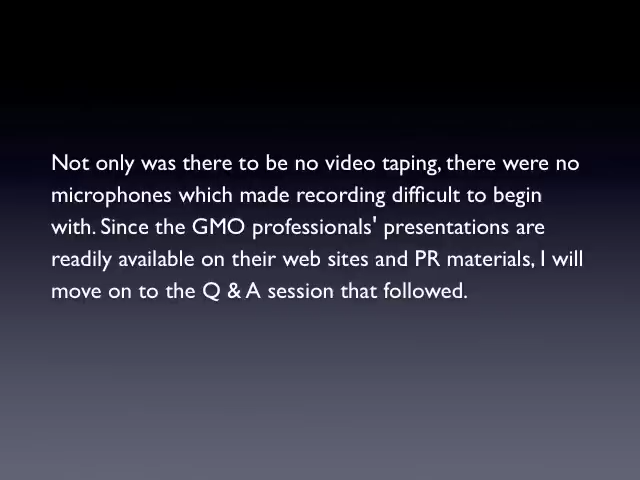 Not only was there to be no video taping, there were no
microphones which made recording difficult to begin
with. Since the GMO professionals' presentations are
readily available on their web sites and PR materials, I will
move on to the Q & A session that followed.